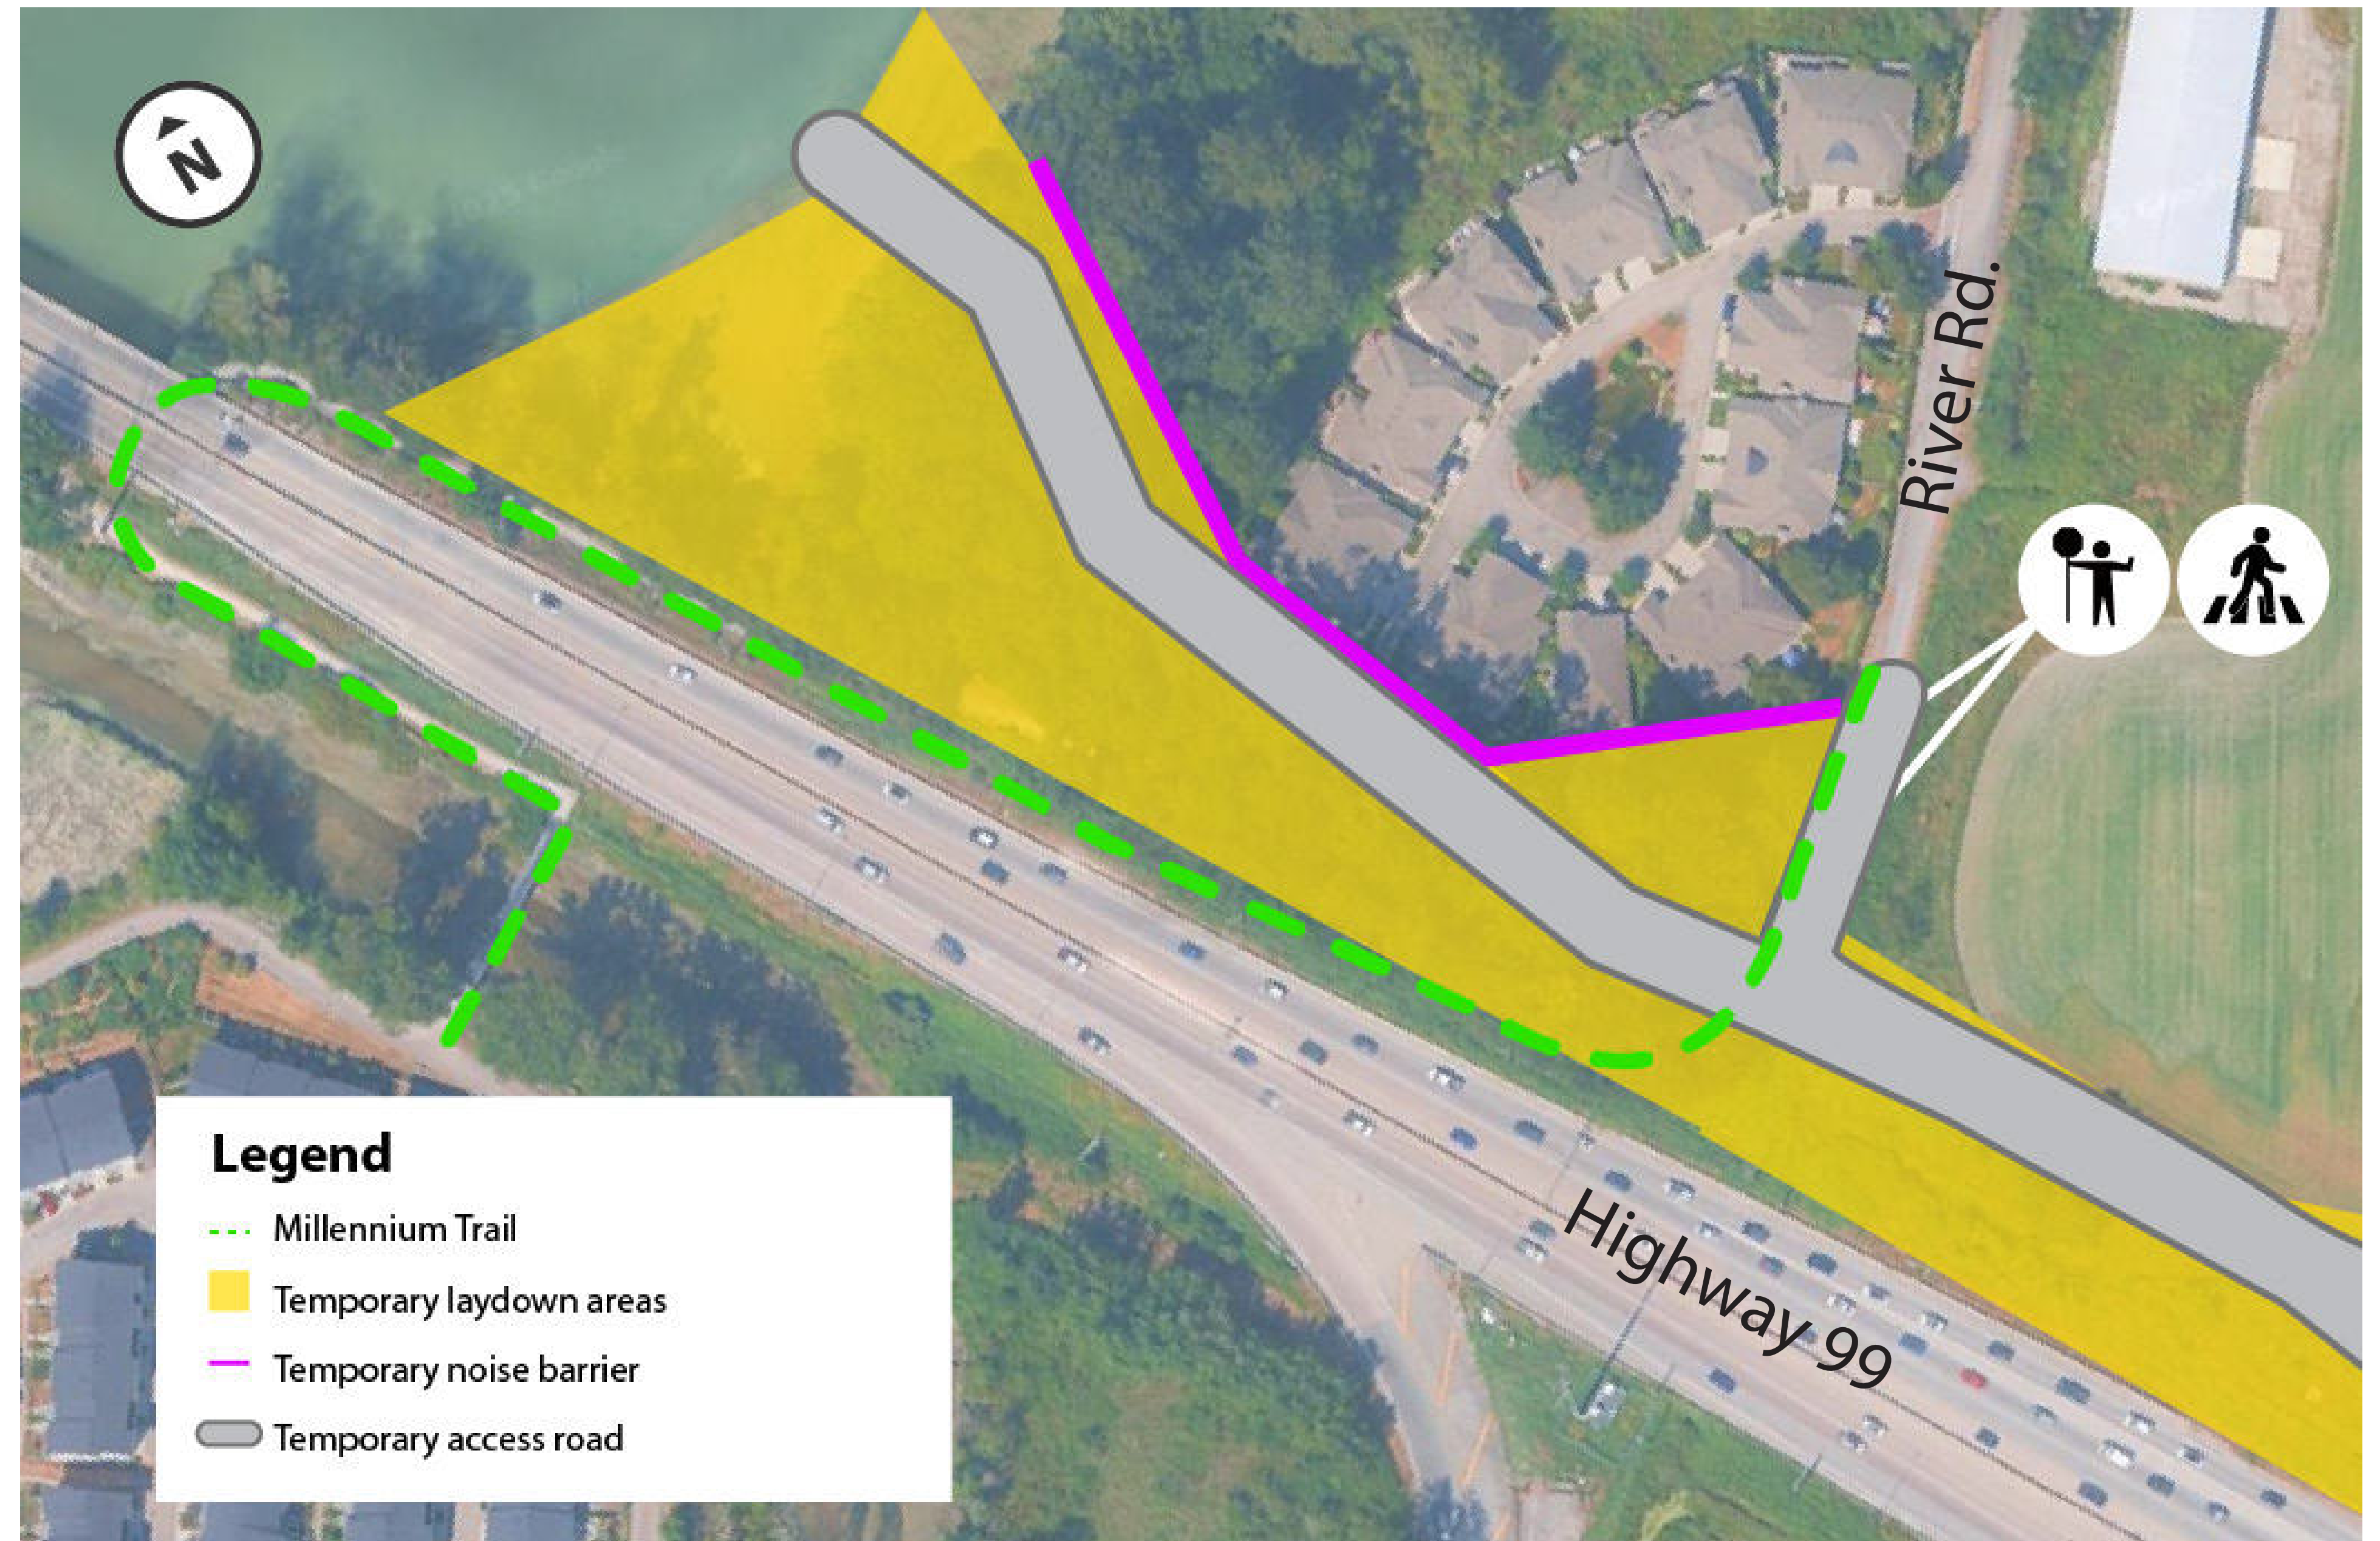 N
River Rd.
Highway 99
Legend
Millennium Trail
Temporary laydown areas
Temporary noise barrier
Temporary access road